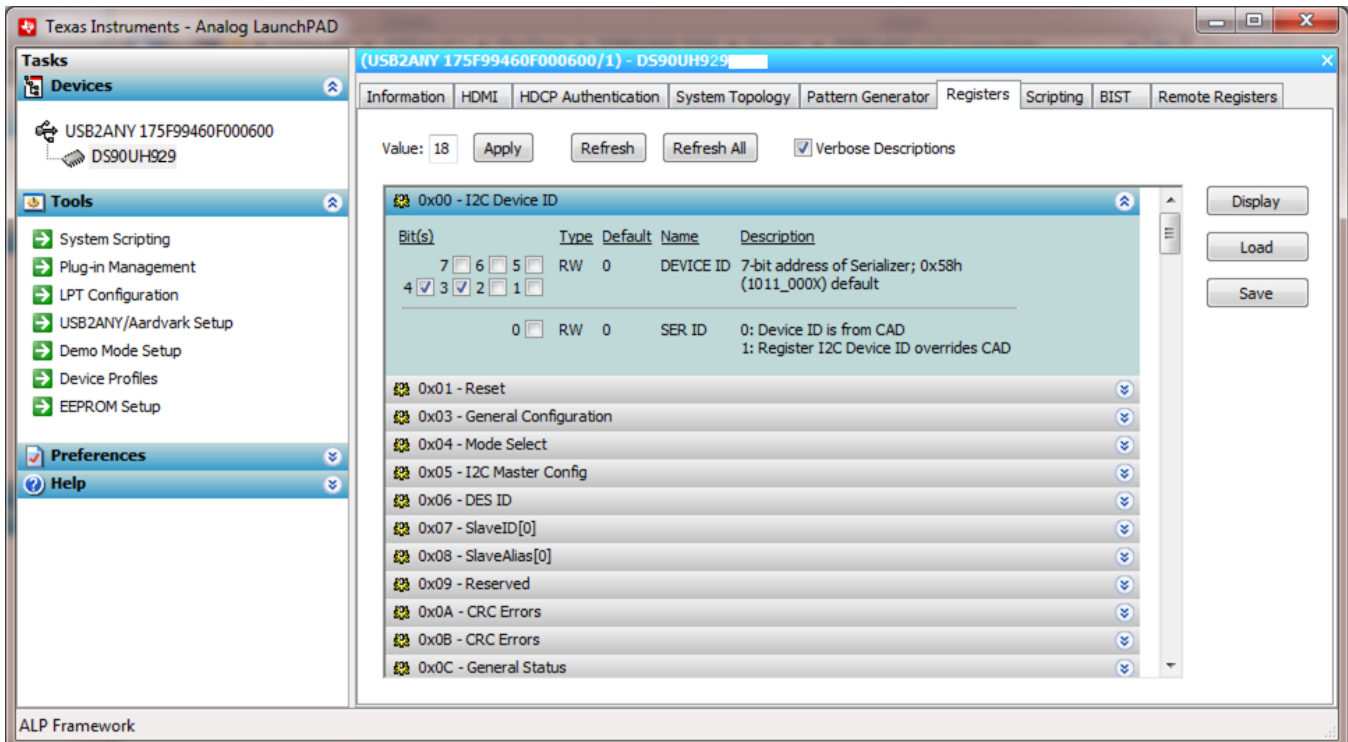 Texas Instruments - Analog LaunchPAD
Tasks
Devices
USB2ANY 175F99460F000600
DS90UH929
Tools
System Scripting
Plug-in Management
LPT Configuration
USB2ANY/Aardvark Setup
Demo Mode Setup
Device Profiles
EEPROM Setup
Preferences
Help
(USB2ANY 175F99460F000600/1) - DS90UH929
Information HDMI HDCP Authentication System Topology Pattern Generator Registers Scripting BIST Remote Registers
Value: 18 Apply Refresh Refresh All Verbose Descriptions
0x00 - I2C Device ID
Bit(s) Type Default Name Description
7 6 5 RW 0 DEVICE ID 7-bit address of Serializer; 0x58h
4 3 2 1 (1011_000X) default
0 RW 0 SER ID 0: Device ID is from CAD
1: Register I2C Device ID overrides CAD
0x01 - Reset
0x03 - General Configuration
0x04 - Mode Select
0x05 - I2C Master Config
0x06 - DES ID
0x07 - SlaveID[0]
0x08 - SlaveAlias[0]
0x09 - Reserved
0x0A - CRC Errors
0x0B - CRC Errors
0x0C - General Status
Display
Load
Save
ALP Framework